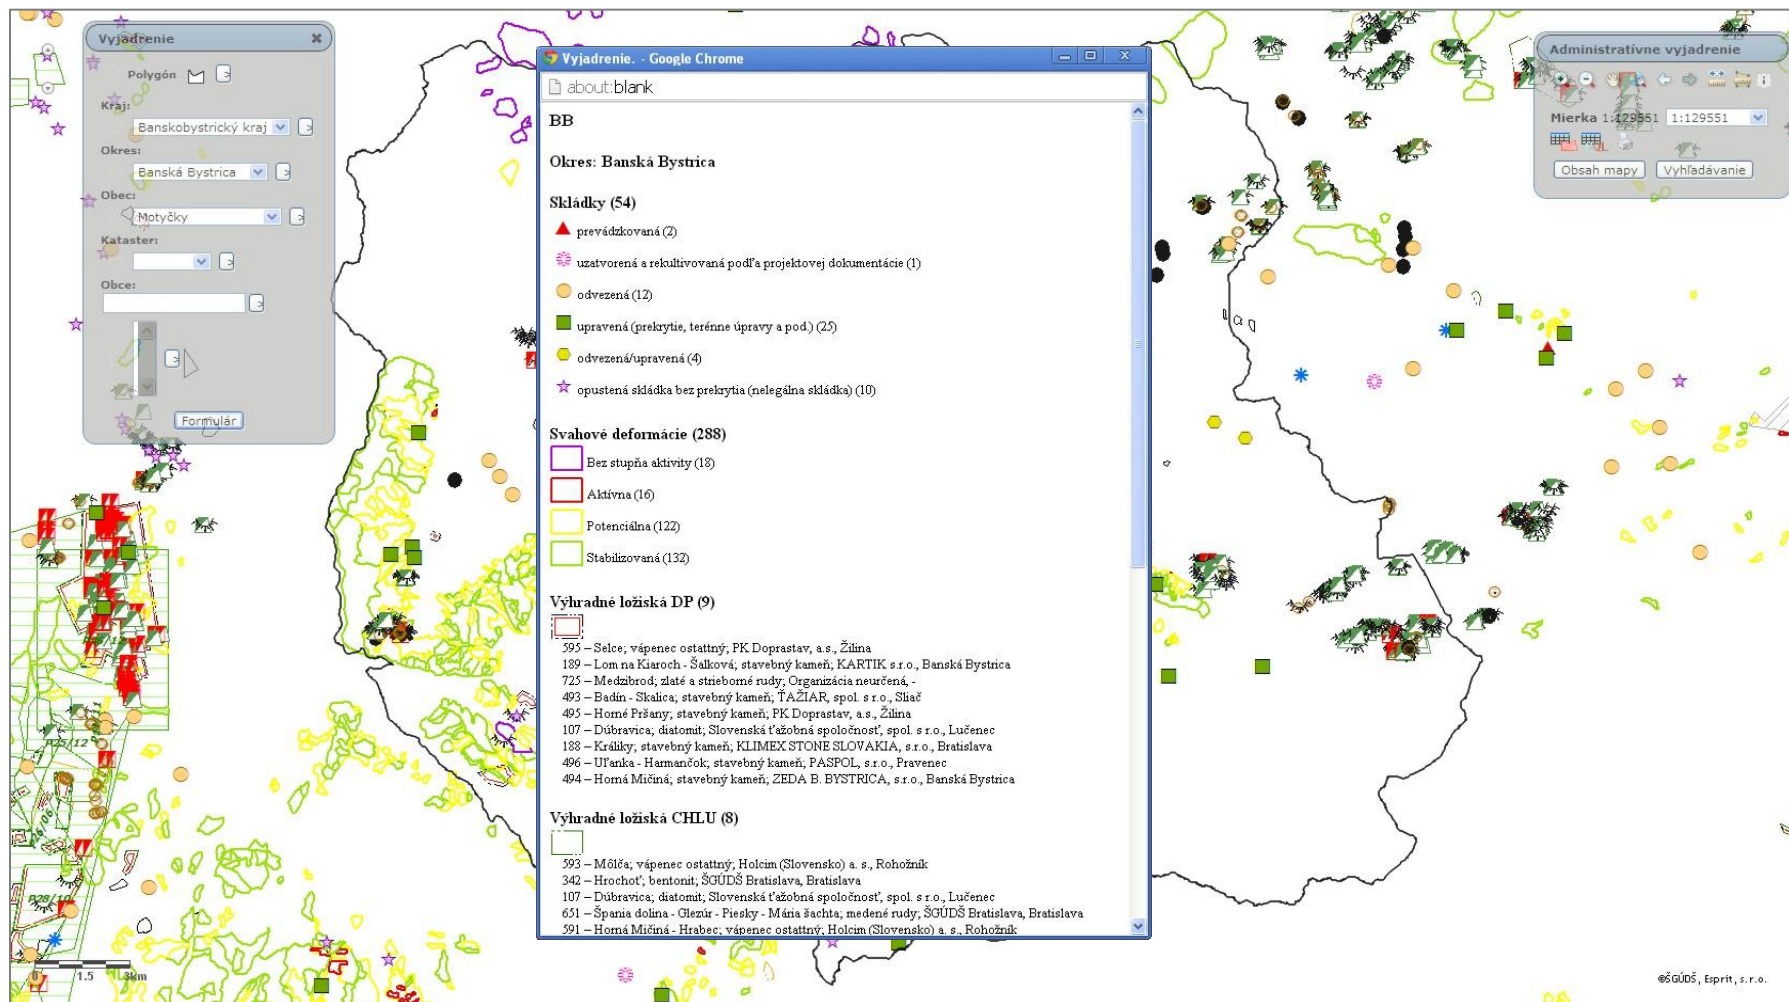 Vyjadrenie
Polygón
>
Kraj:
Banskobystrický kraj
>
Okres:
Banská Bystrica
>
Obec:
Motyčky
>
Kataster:
>
Obce:
>
>
Formulár
Vyjadrenie. - Google Chrome
about:blank
BB
Okres: Banská Bystrica
Skládky (54)
prevádzkovaná (2)
uzatvorená a rekultivovaná podľa projektovej dokumentácie (1)
odvezená (12)
upravená (prekrytie, terénne úpravy a pod.) (25)
odvezená/upravená (4)
opustená skládka bez prekrytia (nelegálna skládka) (10)
Svahové deformácie (288)
Bez stupňa aktivity (18)
Aktívna (16)
Potenciálna (122)
Stabilizovaná (132)
Výhradné ložiská DP (9)
595 – Selce; vápenec ostattný; PK Doprastav, a.s., Žilina
189 – Lom na Kiaroch - Šalková; stavebný kameň; KARTIK s.r.o., Banská Bystrica
725 – Medzibrod; zlaté a strieborné rudy; Organizácia neurčená, -
493 – Badín - Skalica; stavebný kameň; ŤAŽIAR, spol. s r.o., Sliač
495 – Horné Pršany; stavebný kameň; PK Doprastav, a.s., Žilina
107 – Dúbravica; diatomit; Slovenská ťažobná spoločnosť, spol. s r.o., Lučenec
188 – Králiky; stavebný kameň; KLIMEX STONE SLOVAKIA, s.r.o., Bratislava
496 – Uľanka - Harmančok; stavebný kameň; PASPOL, s.r.o., Pravenec
494 – Horná Mičiná; stavebný kameň; ZEDA B. BYSTRICA, s.r.o., Banská Bystrica
Výhradné ložiská CHLU (8)
593 – Môlča; vápenec ostattný; Holcim (Slovensko) a. s., Rohožník
342 – Hrochoť; bentonit; ŠGÚDŠ Bratislava, Bratislava
107 – Dúbravica; diatomit; Slovenská ťažobná spoločnosť, spol. s r.o., Lučenec
651 – Špania dolina - Glezúr - Piesky - Mária šachta; medené rudy; ŠGÚDŠ Bratislava, Bratislava
591 – Horná Mičiná - Hrabec; vápenec ostattný; Holcim (Slovensko) a. s., Rohožník
Administratívne vyjadrenie
Mierka 1:129551 1:129551
Obsah mapy Vyhľadávanie
P25/12
P28/10
0 1.5 3km
©ŠGÚDŠ, Esprit, s.r.o.